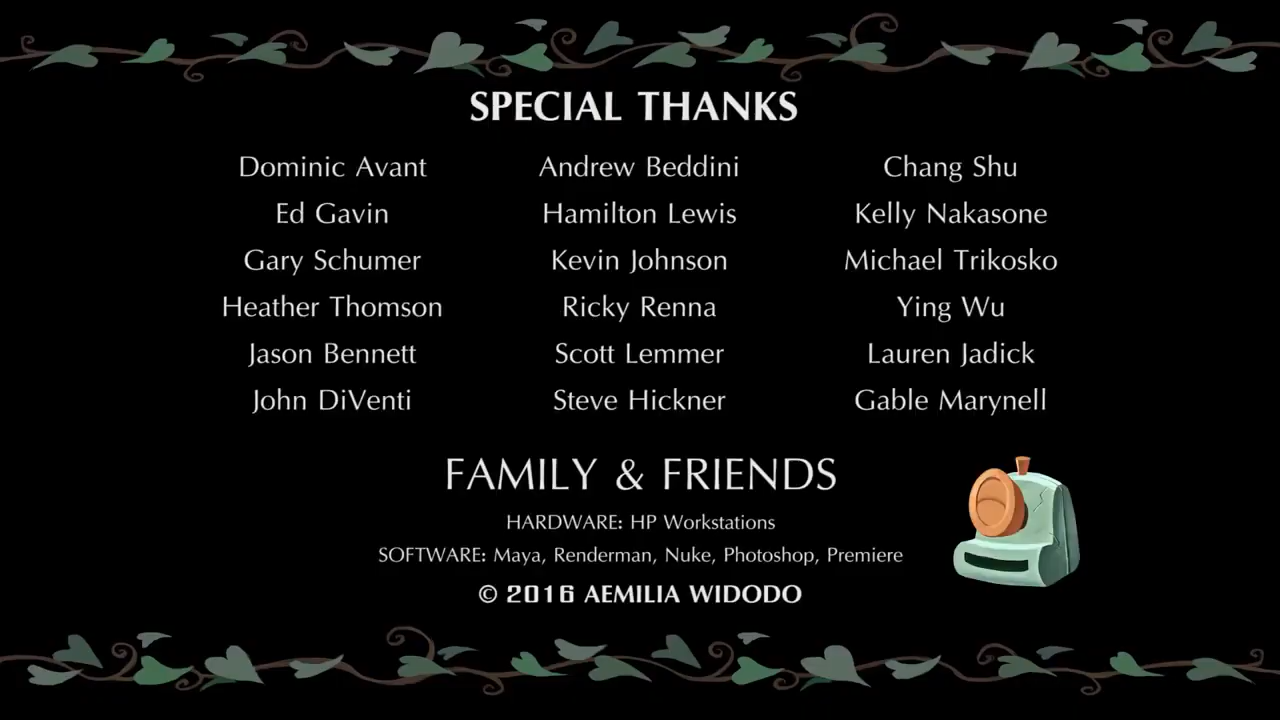 SPECIAL THANKS
Dominic Avant
Andrew Beddini
Chang Shu
Ed Gavin
Hamilton Lewis
Kelly Nakasone
Gary Schumer
Kevin Johnson
Michael Trikosko
Heather Thomson
Ricky Renna
Ying Wu
Jason Bennett
Scott Lemmer
Lauren Jadick
John DiVenti
Steve Hickner
Gable Marynell
FAMILY & FRIENDS
HARDWARE: HP Workstations
SOFTWARE: Maya, Renderman, Nuke, Photoshop, Premiere
© 2016 AEMILIA WIDODO